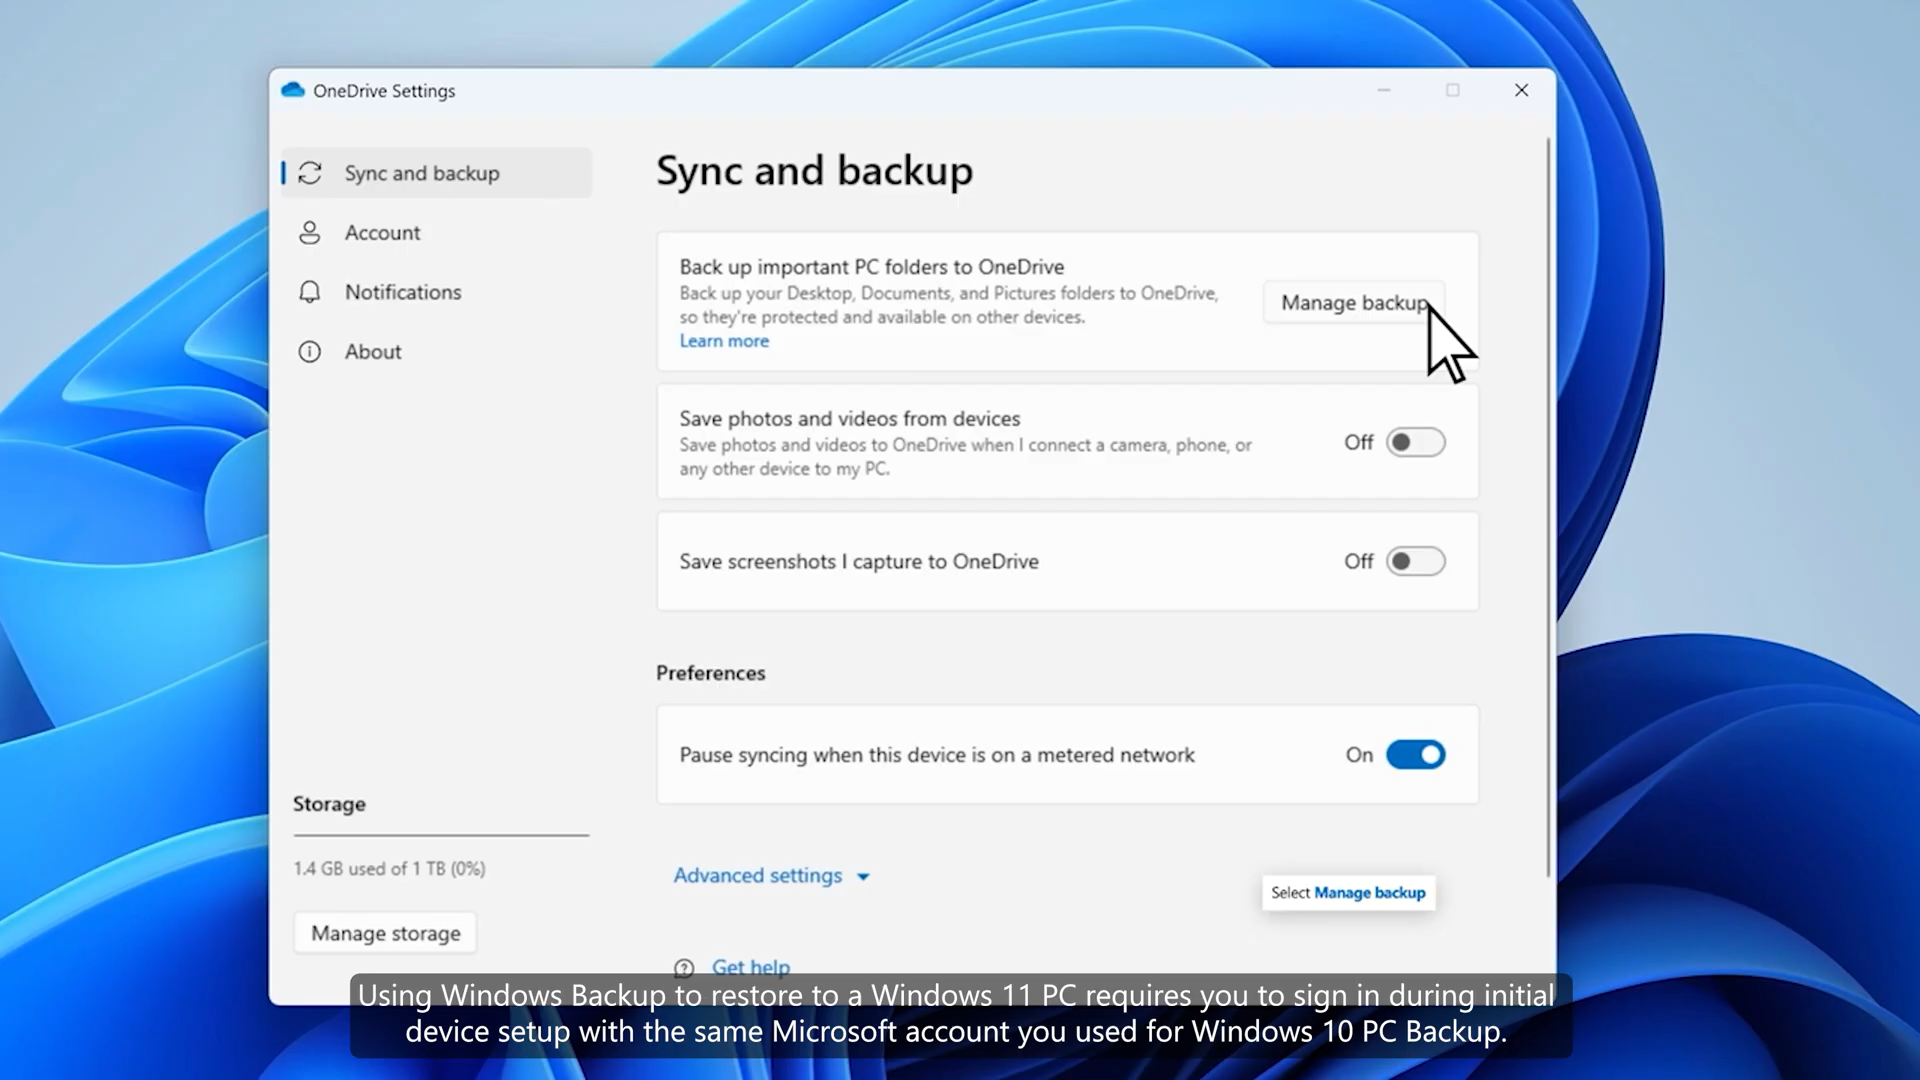 OneDrive Settings
Sync and backup
Account
Notifications
About
Storage
1.4 GB used of 1 TB (0%)
Manage storage
Sync and backup
Back up important PC folders to OneDrive
Back up your Desktop, Documents, and Pictures folders to OneDrive,
so they're protected and available on other devices.
Learn more
Manage backup
Save photos and videos from devices
Save photos and videos to OneDrive when I connect a camera, phone, or
any other device to my PC.
Off
Save screenshots I capture to OneDrive
Off
Preferences
Pause syncing when this device is on a metered network
On
Advanced settings
Select Manage backup
Get help
Using Windows Backup to restore to a Windows 11 PC requires you to sign in during initial
device setup with the same Microsoft account you used for Windows 10 PC Backup.